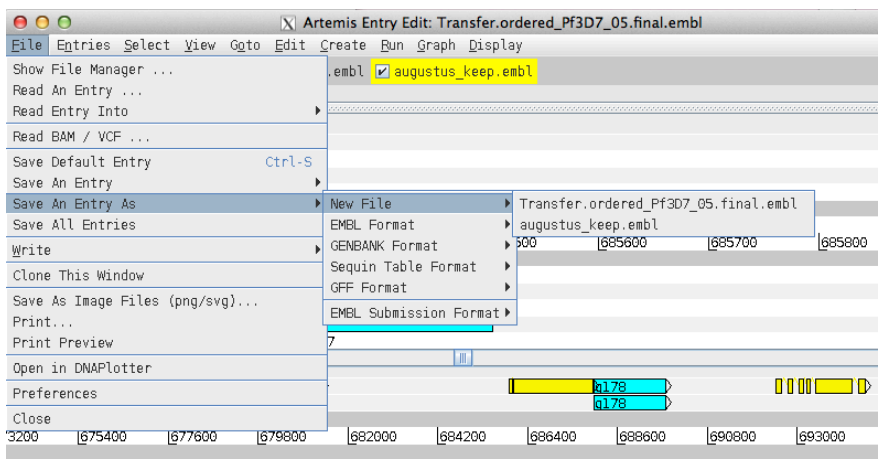 Artemis Entry Edit: Transfer.ordered_Pf3D7_05.final.embl
File Entries Select View Goto Edit Create Run Graph Display
.embl augustus_keep.embl
Show File Manager ...
Read An Entry ...
Read Entry Into
Read BAM / VCF ...
Save Default Entry Ctrl-S
Save An Entry
Save An Entry As
Save All Entries
Write
Clone This Window
Save As Image Files (png/svg)...
Print...
Print Preview
Open in DNAPlotter
Preferences
Close
New File
EMBL Format
GENBANK Format
Sequin Table Format
GFF Format
EMBL Submission Format
Transfer.ordered_Pf3D7_05.final.embl
augustus_keep.embl
500 685600 685700 685800
7
g178
g178
3200 675400 677600 679800 682000 684200 686400 688600 690800 693000